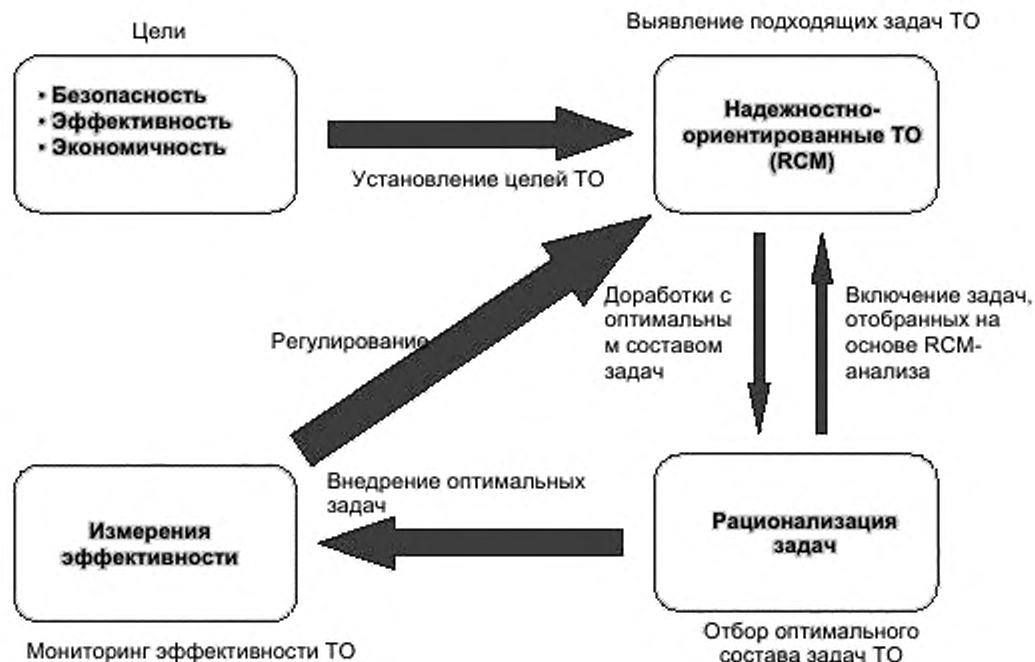 Цели
Выявление подходящих задач ТО
• Безопасность
• Эффективность
• Экономичность
Надежностно-
ориентированные ТО
(RCM)
Установление целей ТО
Доработки с
оптимальны
м составом
задач
Включение задач,
отобранных на
основе RCM-
анализа
Регулирование
Внедрение оптимальных
задач
Измерения
эффективности
Рационализация
задач
Мониторинг эффективности ТО
Отбор оптимального
состава задач ТО